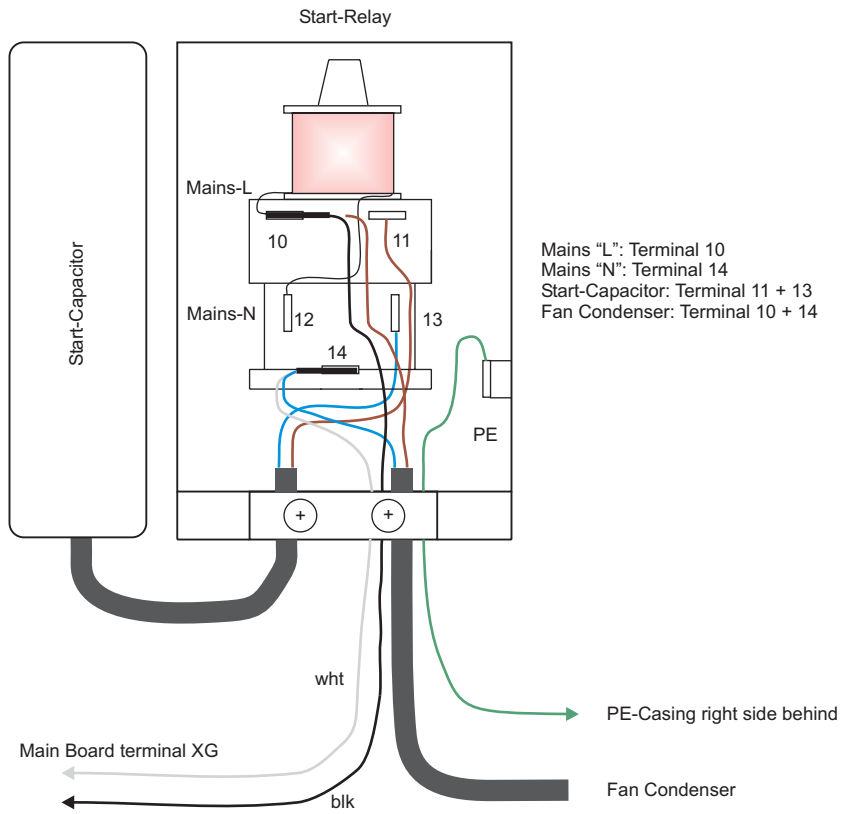 Start-Relay
Start-Capacitor
Mains-L
10
11
Mains-N
12
13
14
PE
+
+
Mains “L”: Terminal 10
Mains “N”: Terminal 14
Start-Capacitor: Terminal 11 + 13
Fan Condenser: Terminal 10 + 14
wht
PE-Casing right side behind
Main Board terminal XG
blk
Fan Condenser